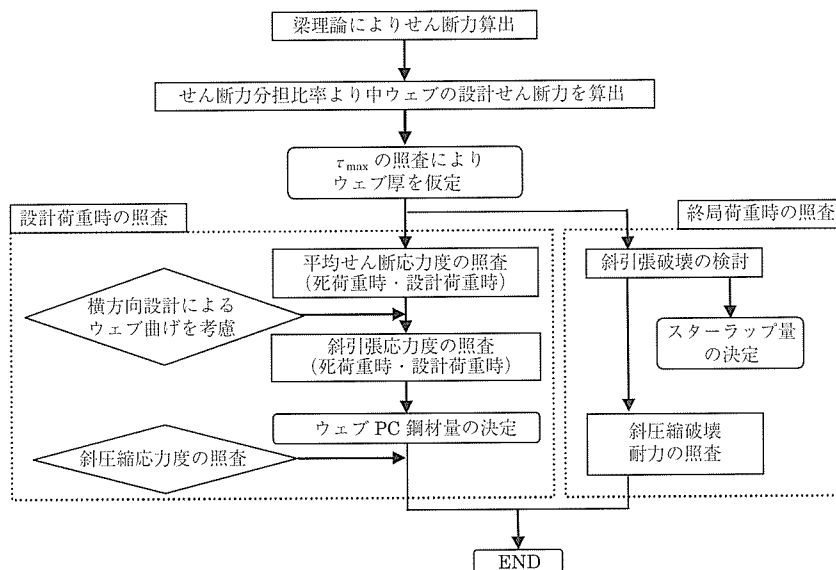 梁理論によりせん断力算出
せん断力分担比率より中ウェブの設計せん断力を算出
τmax の照査により
ウェブ厚を仮定
設計荷重時の照査
終局荷重時の照査
平均せん断応力度の照査
(死荷重時・設計荷重時)
横方向設計による
ウェブ曲げを考慮
斜引張応力度の照査
(死荷重時・設計荷重時)
ウェブ PC 鋼材量の決定
斜圧縮応力度の照査
斜引張破壊の検討
スターラップ量
の決定
斜圧縮破壊
耐力の照査
END